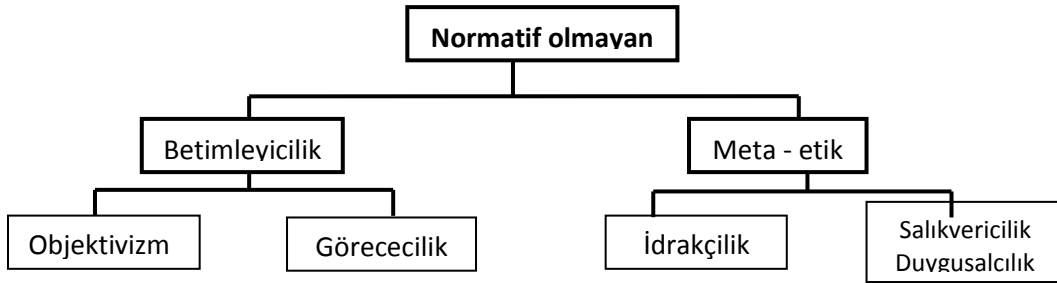 Normatif olmayan
Betimleyicilik
Meta - etik
Objektivizm
Görececilik
İdrakçilik
Salıkvericilik
Duygusalcılık